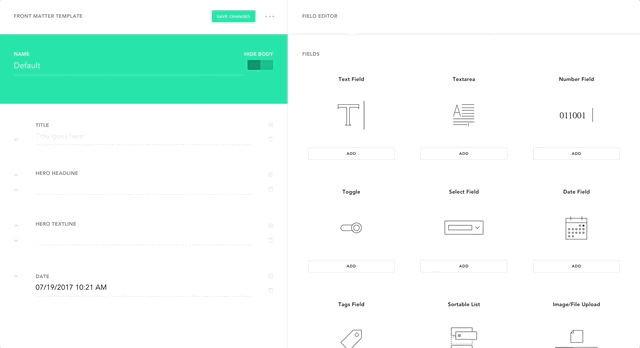 FRONT MATTER TEMPLATE
SAVE CHANGES
FIELD EDITOR
NAME
HIDE BODY
Default
FIELDS
Text Field
Textarea
Number Field
011001
ADD
ADD
ADD
TITLE
Title goes here
HERO HEADLINE
Toggle
Select Field
Date Field
HERO TEXTLINE
ADD
ADD
ADD
DATE
07/19/2017 10:21 AM
Tags Field
Sortable List
Image/File Upload